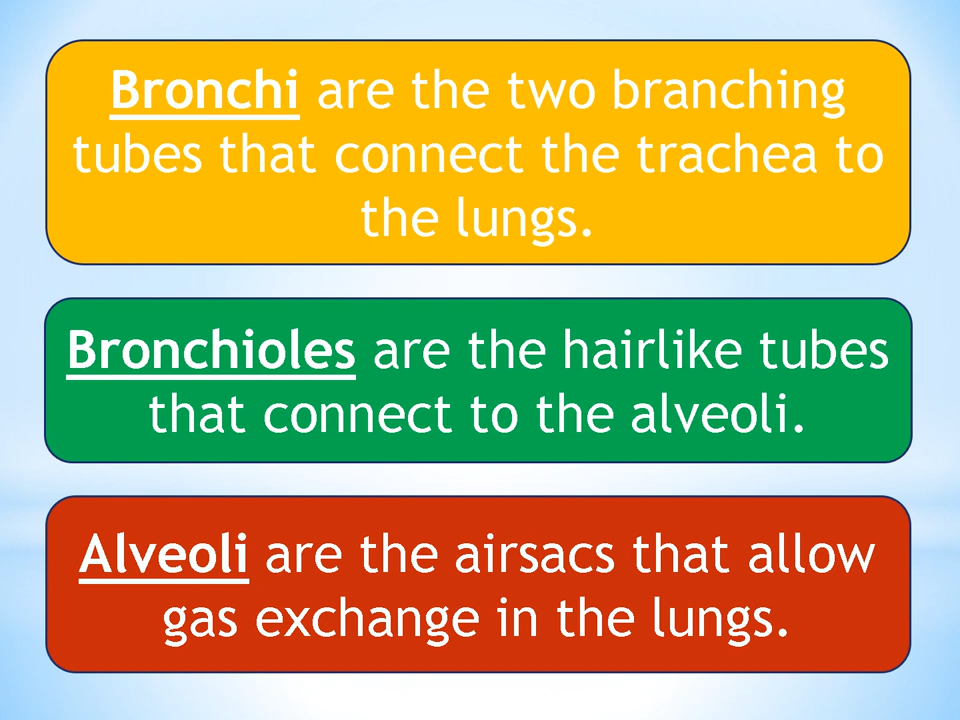 Bronchi are the two branching
tubes that connect the trachea to
the lungs.
Bronchioles are the hairlike tubes
that connect to the alveoli.
Alveoli are the airsacs that allow
gas exchange in the lungs.